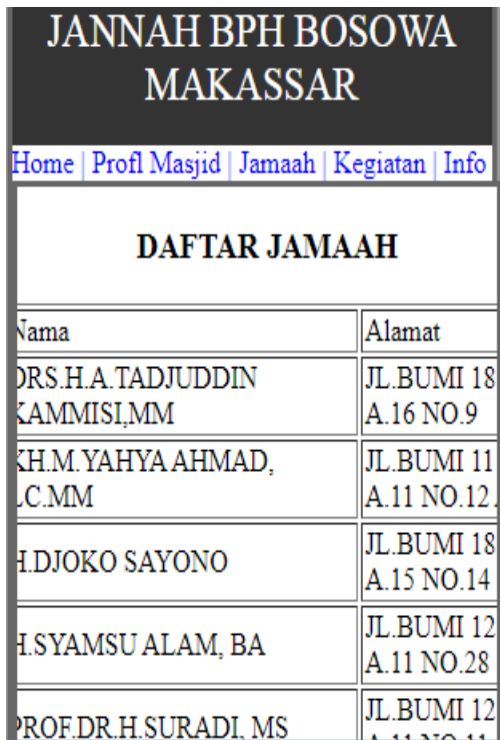 JANNAH BPH BOSOWA
MAKASSAR
Home | Profl Masjid | Jamaah | Kegiatan | Info
DAFTAR JAMAAH
Nama Alamat
DRS.H.A.TADJUDDIN JL.BUMI 18
KAMMISI,MM A.16 NO.9
KH.M.YAHYA AHMAD, JL.BUMI 11
LC.MM A.11 NO.12
H.DJOKO SAYONO JL.BUMI 18
A.15 NO.14
H.SYAMSU ALAM, BA JL.BUMI 12
A.11 NO.28
PROF.DR.H.SURADI, MS JL.BUMI 12
A.11 NO.11